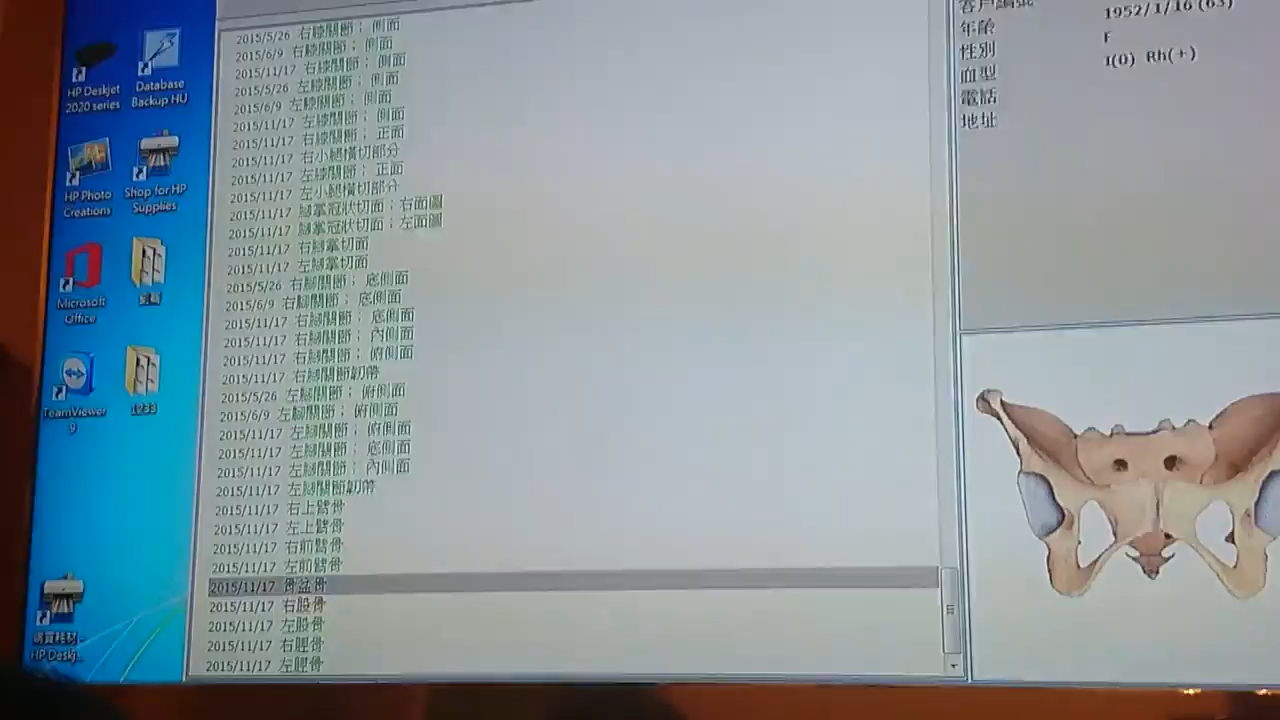 HP Deskjet
2020 series
Database
Backup HU
HP Photo
Creations
Shop for HP
Supplies
Microsoft
Office
TeamViewer
9
1233
購買耗材 -
HP Deskj...
2015/5/26 右膝關節; 側面
2015/6/9 右膝關節; 側面
2015/11/17 右膝關節; 側面
2015/5/26 左膝關節; 側面
2015/6/9 左膝關節; 側面
2015/11/17 左膝關節; 側面
2015/11/17 右膝關節; 正面
2015/11/17 右小腿橫切部分
2015/11/17 左膝關節; 正面
2015/11/17 左小腿橫切部分
2015/11/17 腳掌冠狀切面;右面圖
2015/11/17 腳掌冠狀切面;左面圖
2015/11/17 右腳掌切面
2015/11/17 左腳掌切面
2015/5/26 右腳關節; 底側面
2015/6/9 右腳關節; 底側面
2015/11/17 右腳關節; 底側面
2015/11/17 右腳關節; 內側面
2015/11/17 右腳關節; 俯側面
2015/11/17 右腳關節韌帶
2015/5/26 左腳關節; 俯側面
2015/6/9 左腳關節; 俯側面
2015/11/17 左腳關節; 俯側面
2015/11/17 左腳關節; 底側面
2015/11/17 左腳關節; 內側面
2015/11/17 左腳關節韌帶
2015/11/17 右上臂骨
2015/11/17 左上臂骨
2015/11/17 右前臂骨
2015/11/17 左前臂骨
2015/11/17 骨盆骨
2015/11/17 右股骨
2015/11/17 左股骨
2015/11/17 右脛骨
2015/11/17 左脛骨
客戶編號
年齡 1952/1/16 (63)
性別 F
血型 I(0) Rh(+)
電話
地址